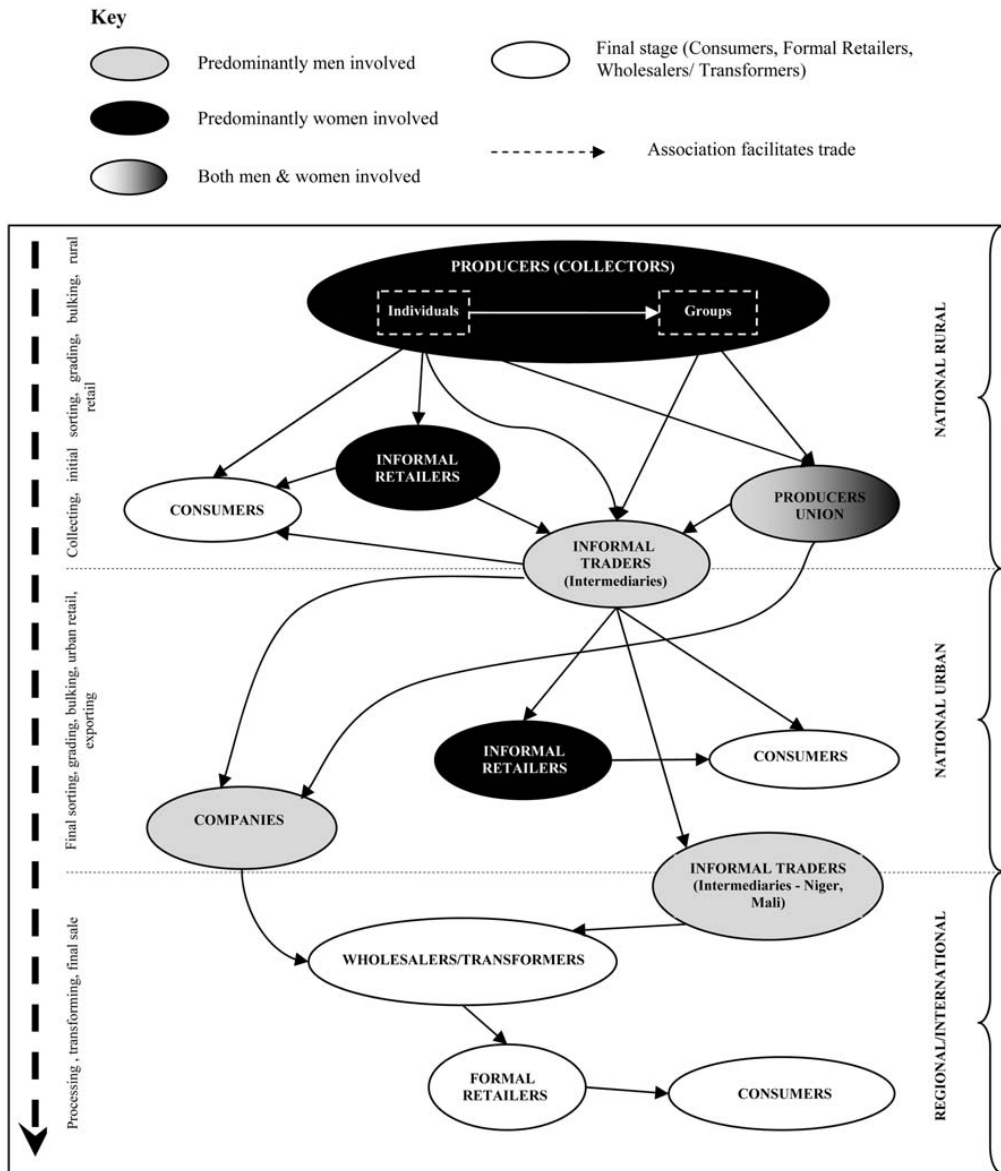 Key
Predominantly men involved
Predominantly women involved
Both men & women involved
Final stage (Consumers, Formal Retailers,
Wholesalers/ Transformers)
Association facilitates trade
Collecting, initial sorting, grading, bulking, rural
retail
PRODUCERS (COLLECTORS)
Individuals
Groups
NATIONAL RURAL
INFORMAL
RETAILERS
CONSUMERS
PRODUCERS
UNION
INFORMAL
TRADERS
(Intermediaries)
Final sorting, grading, bulking, urban retail,
exporting
NATIONAL URBAN
INFORMAL
RETAILERS
CONSUMERS
COMPANIES
INFORMAL TRADERS
(Intermediaries - Niger,
Mali)
Processing , transforming, final sale
REGIONAL/INTERNATIONAL
WHOLESALERS/TRANSFORMERS
FORMAL
RETAILERS
CONSUMERS